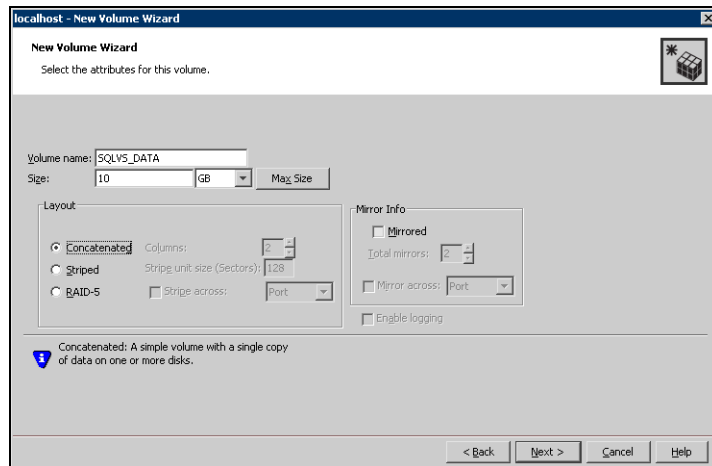 localhost - New Volume Wizard
New Volume Wizard
Select the attributes for this volume.
Volume name: SQLVS_DATA
Size: 10 GB Max Size
Layout
Concatenated Columns: 2
Striped Stripe unit size (Sectors): 128
RAID-5 Stripe across: Port
Mirror Info
Mirrored
Total mirrors: 2
Mirror across: Port
Enable logging
Concatenated: A simple volume with a single copy
of data on one or more disks.
< Back Next > Cancel Help